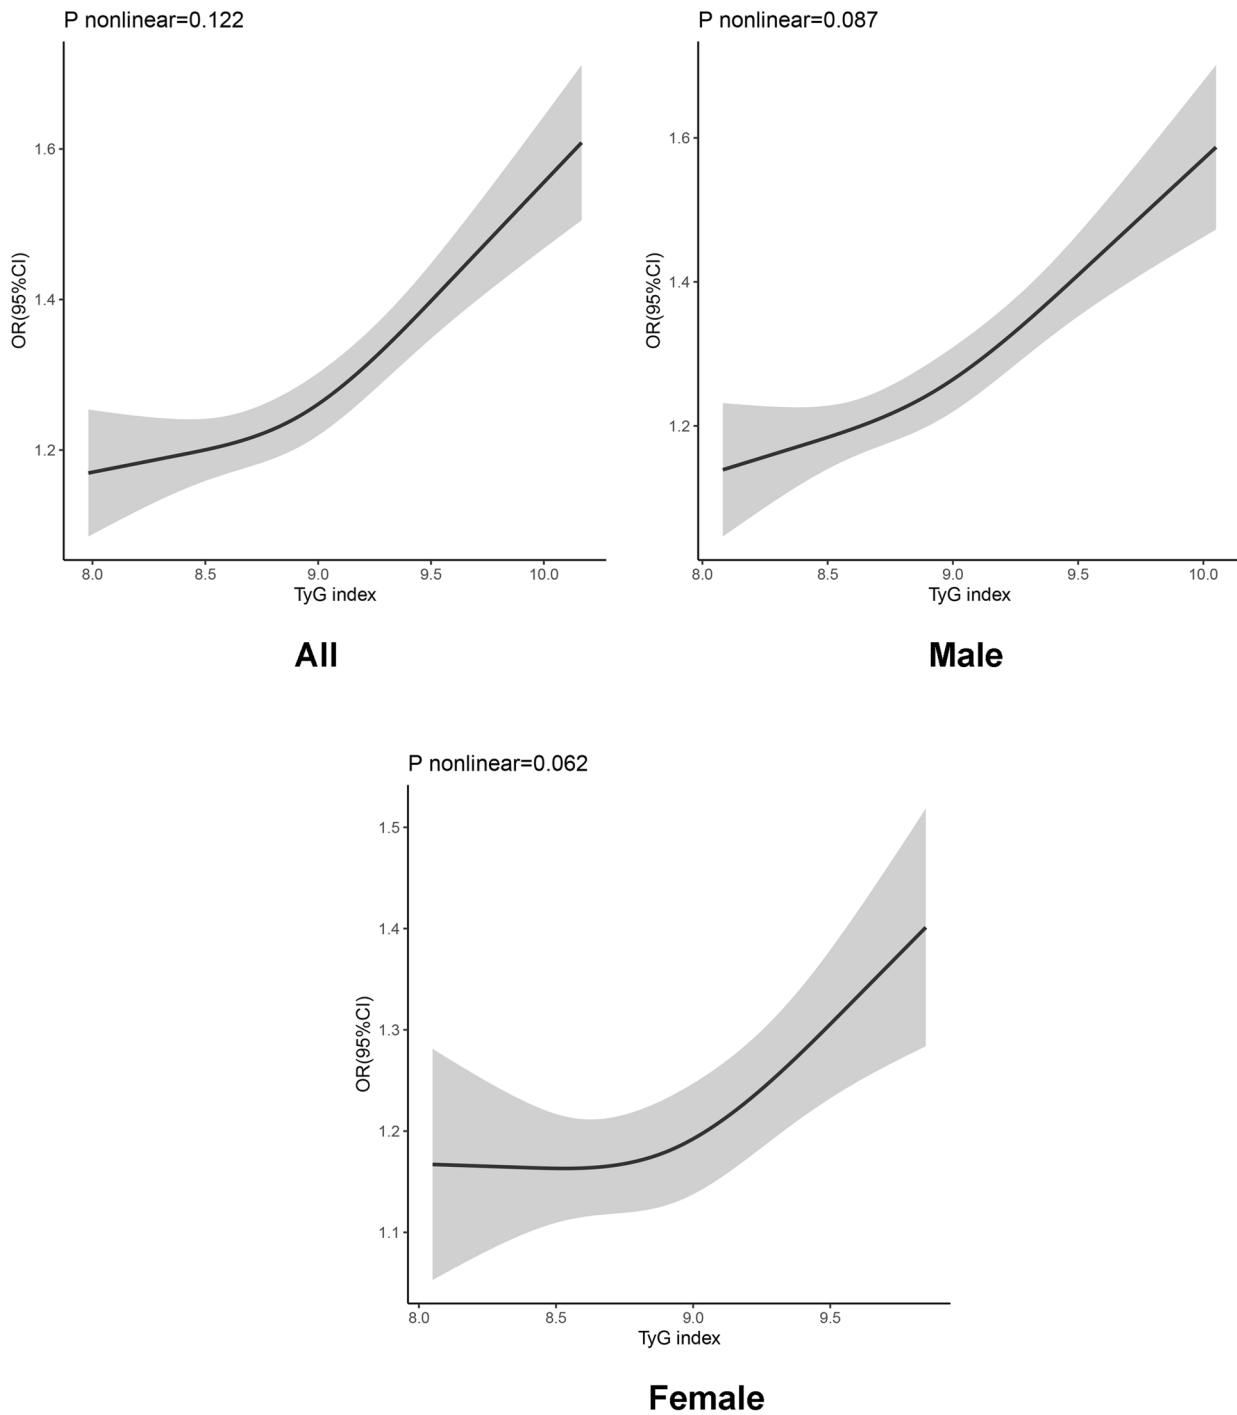 P nonlinear=0.122
OR(95%CI)
1.6
1.4
1.2
8.0 8.5 9.0 9.5 10.0
TyG index
All
P nonlinear=0.087
OR(95%CI)
1.6
1.4
1.2
8.0 8.5 9.0 9.5 10.0
TyG index
Male
P nonlinear=0.062
OR(95%CI)
1.5
1.4
1.3
1.2
1.1
8.0 8.5 9.0 9.5
TyG index
Female